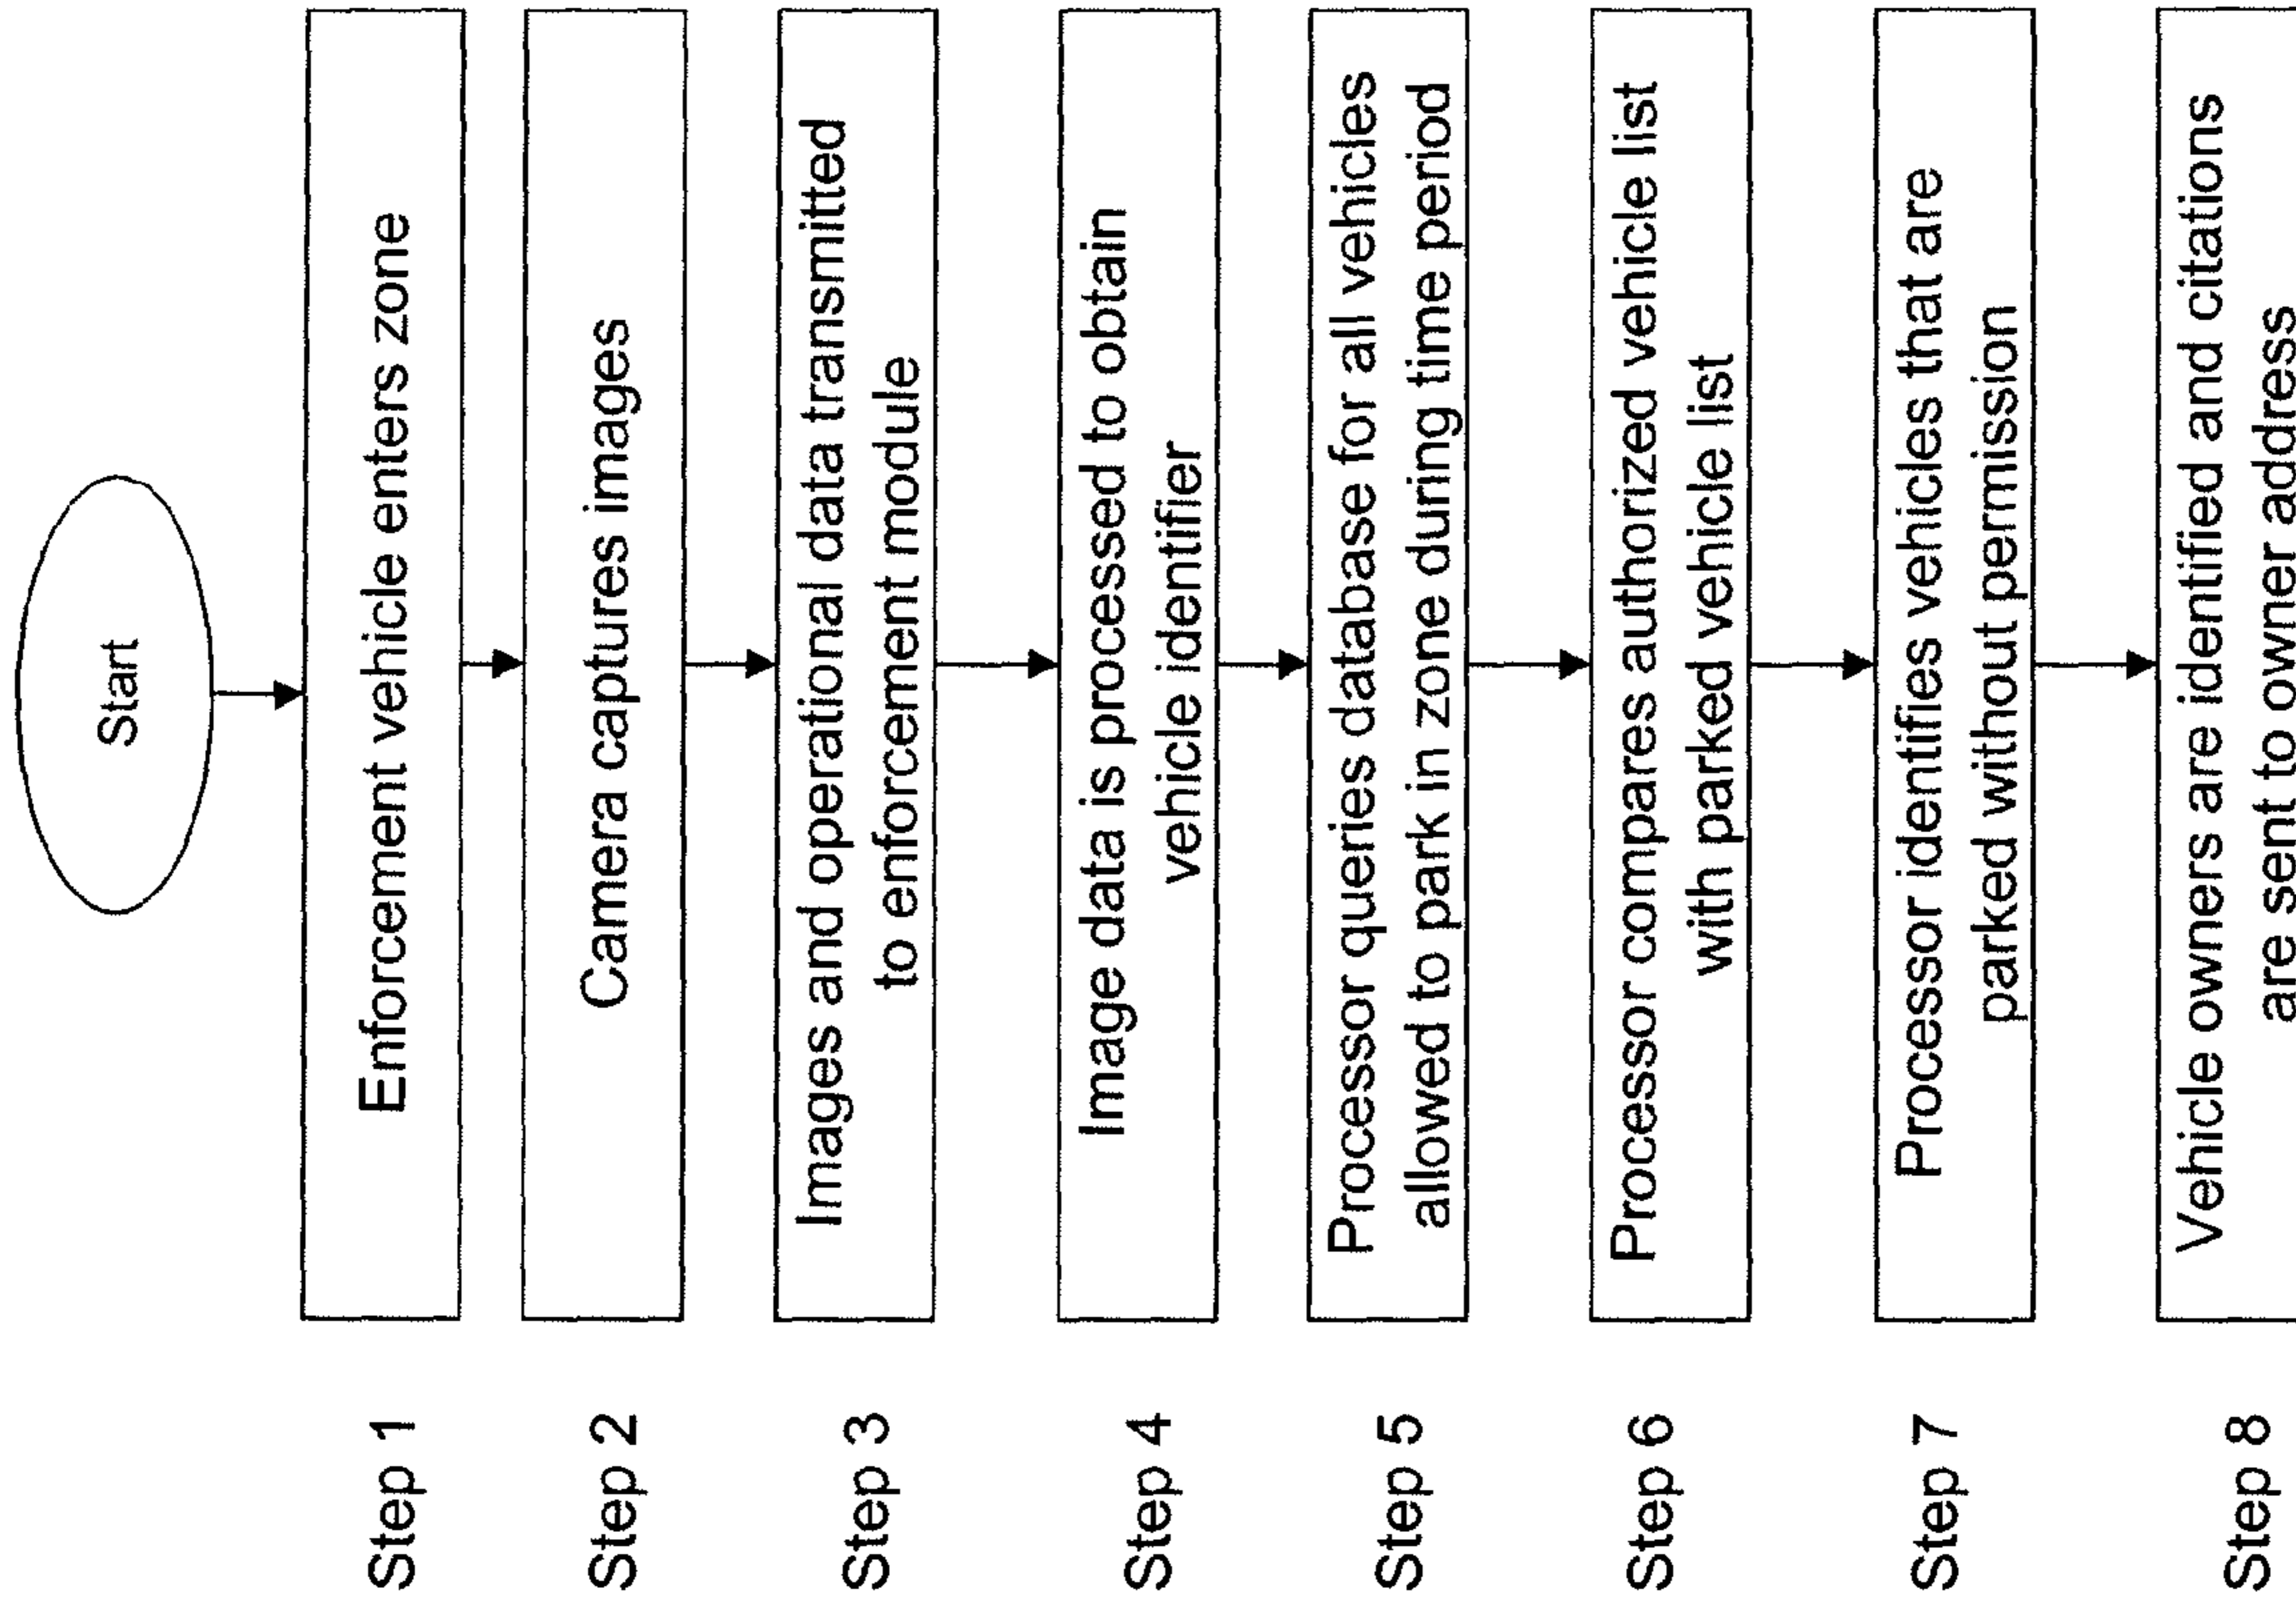 Start
Step 1
Enforcement vehicle enters zone
Step 2
Camera captures images
Step 3
Images and operational data transmitted
to enforcement module
Step 4
Image data is processed to obtain
vehicle identifier
Step 5
Processor queries database for all vehicles
allowed to park in zone during time period
Step 6
Processor compares authorized vehicle list
with parked vehicle list
Step 7
Processor identifies vehicles that are
parked without permission
Step 8
Vehicle owners are identified and citations
are sent to owner address